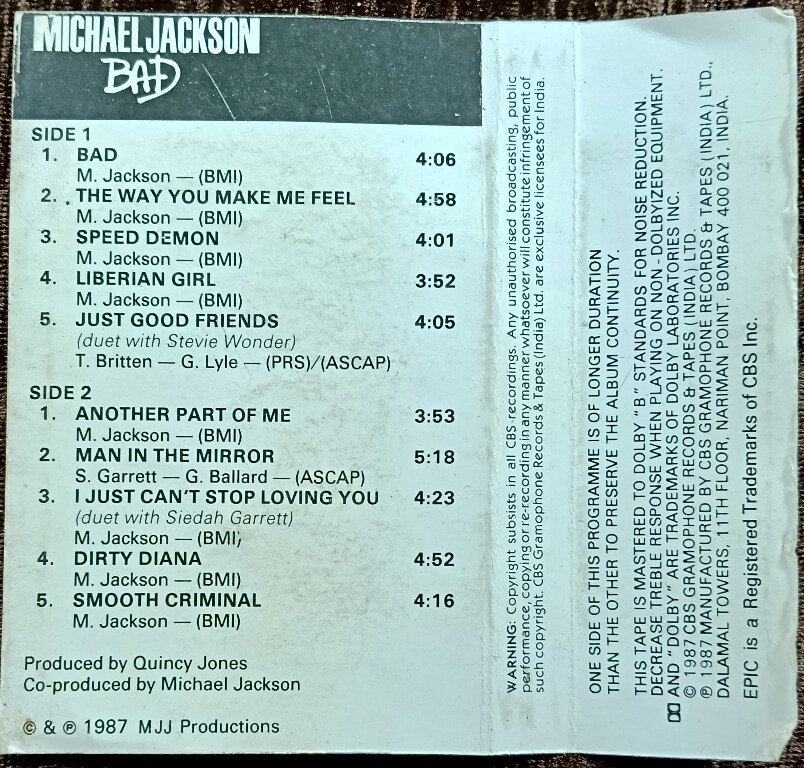 MICHAEL JACKSON
BAD
SIDE 1
1. BAD 4:06
M. Jackson — (BMI)
2. THE WAY YOU MAKE ME FEEL 4:58
M. Jackson — (BMI)
3. SPEED DEMON 4:01
M. Jackson — (BMI)
4. LIBERIAN GIRL 3:52
M. Jackson — (BMI)
5. JUST GOOD FRIENDS 4:05
(duet with Stevie Wonder)
T. Britten — G. Lyle — (PRS)/(ASCAP)
SIDE 2
1. ANOTHER PART OF ME 3:53
M. Jackson — (BMI)
2. MAN IN THE MIRROR 5:18
S. Garrett — G. Ballard — (ASCAP)
3. I JUST CAN'T STOP LOVING YOU 4:23
(duet with Siedah Garrett)
M. Jackson — (BMI)
4. DIRTY DIANA 4:52
M. Jackson — (BMI)
5. SMOOTH CRIMINAL 4:16
M. Jackson — (BMI)
Produced by Quincy Jones
Co-produced by Michael Jackson
© & ℗ 1987 MJJ Productions
WARNING: Copyright subsists in all CBS-recordings. Any unauthorised broadcasting, public
performance, copying or re-recording in any manner whatsoever will constitute infringement of
such copyright. CBS Gramophone Records & Tapes (India) Ltd. are exclusive licensees for India.
ONE SIDE OF THIS PROGRAMME IS OF LONGER DURATION
THAN THE OTHER TO PRESERVE THE ALBUM CONTINUITY.
THIS TAPE IS MASTERED TO DOLBY "B" STANDARDS FOR NOISE REDUCTION.
DECREASE TREBLE RESPONSE WHEN PLAYING ON NON-DOLBYIZED EQUIPMENT.
AND "DOLBY" ARE TRADEMARKS OF DOLBY LABORATORIES INC.
© 1987 CBS GRAMOPHONE RECORDS & TAPES (INDIA) LTD.
℗ 1987 MANUFACTURED BY CBS GRAMOPHONE RECORDS & TAPES (INDIA) LTD.,
DALAMAL TOWERS, 11TH FLOOR, NARIMAN POINT, BOMBAY 400 021, INDIA.
EPIC is a Registered Trademarks of CBS Inc.